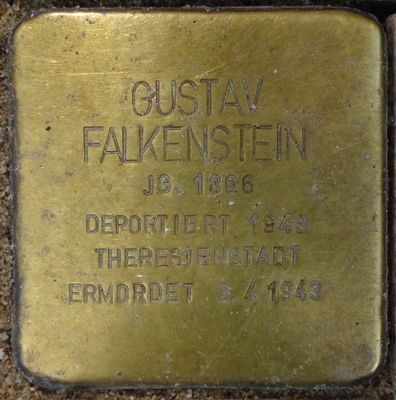 GUSTAV
FALKENSTEIN
JG. 1866
DEPORTIERT 1943
THERESIENSTADT
ERMORDET 2.4.1943